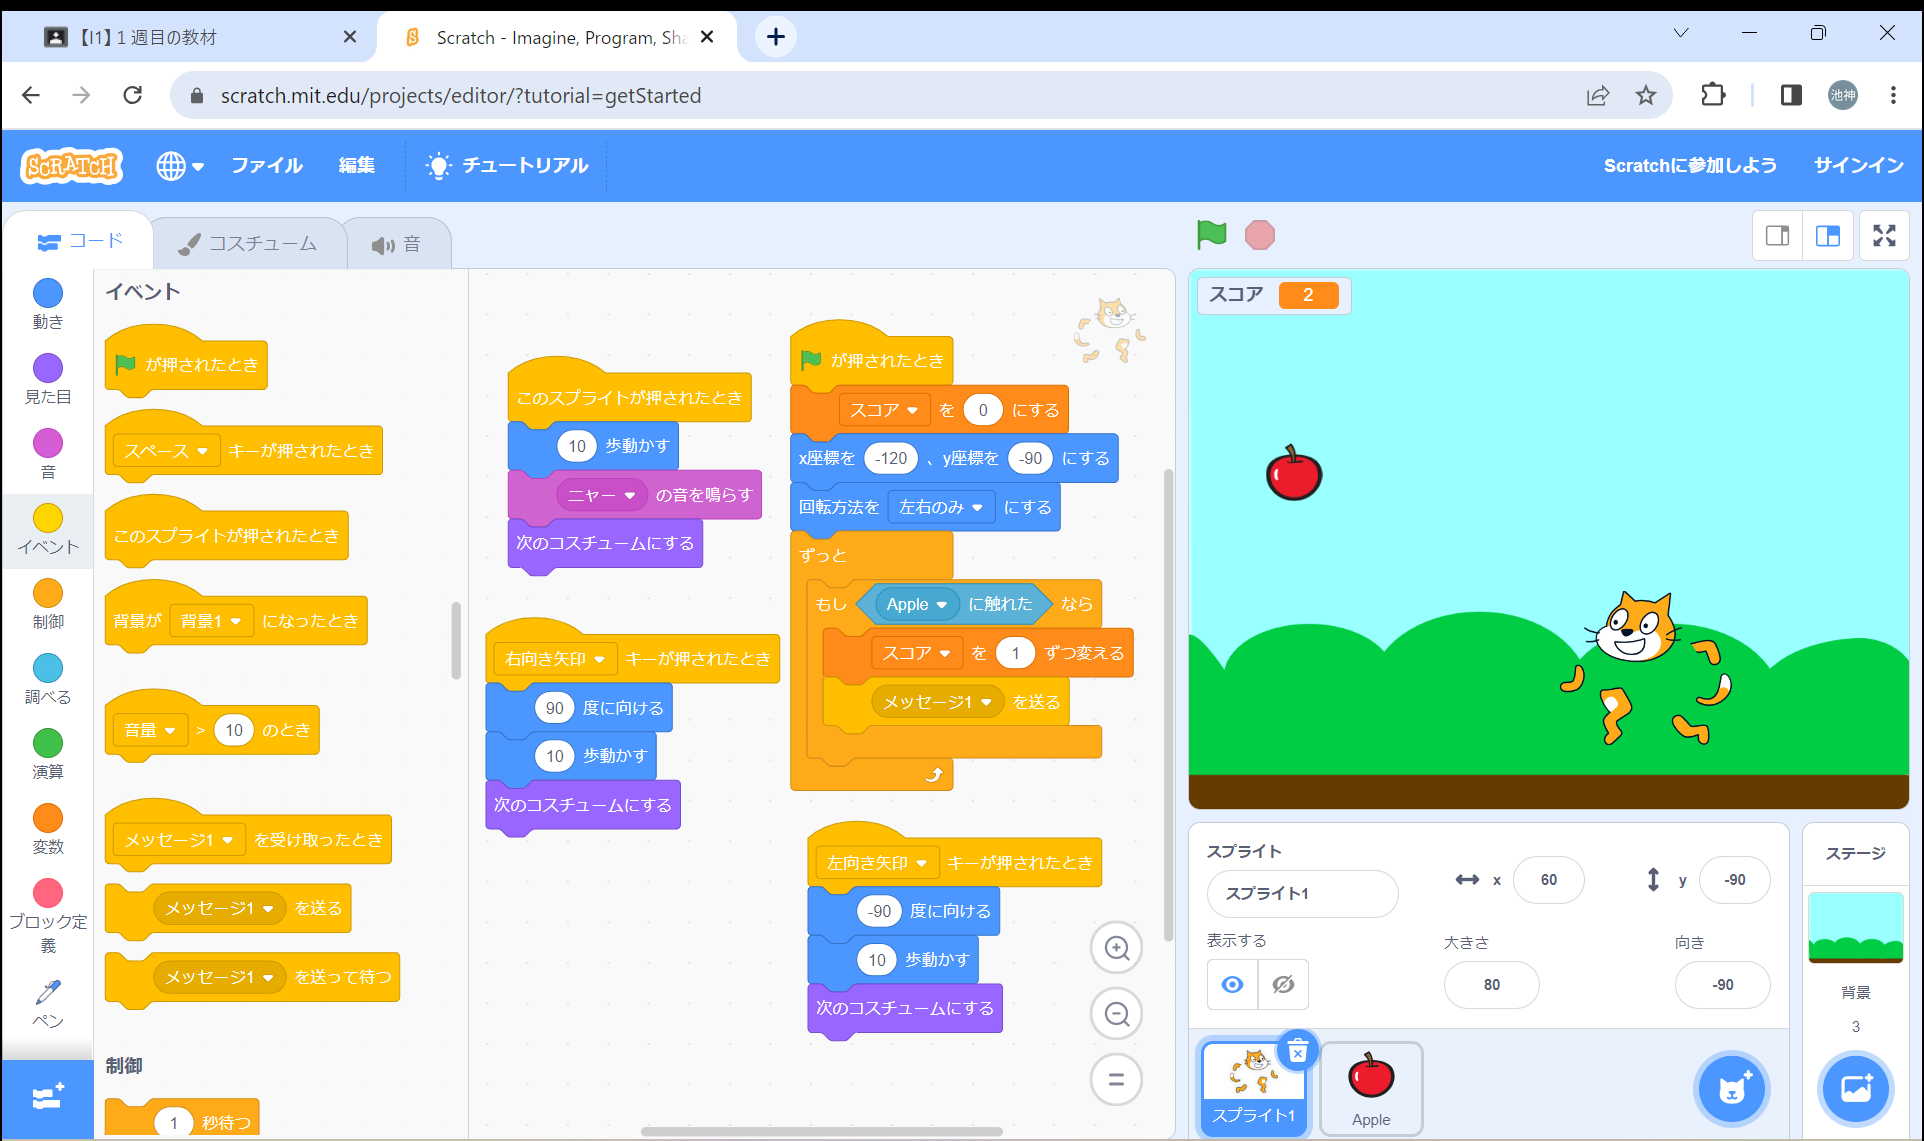 【I1】1 週目の教材
Scratch - Imagine, Program, Sha
scratch.mit.edu/projects/editor/?tutorial=getStarted
池神
SCRATCH
ファイル
編集
チュートリアル
Scratchに参加しよう
サインイン
コード
コスチューム
音
動き
見た目
音
イベント
制御
調べる
演算
変数
ブロック定
義
ペン
イベント
が押されたとき
スペース キーが押されたとき
このスプライトが押されたとき
背景が 背景1 になったとき
音量 > 10 のとき
メッセージ1 を受け取ったとき
メッセージ1 を送る
メッセージ1 を送って待つ
制御
1 秒待つ
このスプライトが押されたとき
10 歩動かす
ニャー の音を鳴らす
次のコスチュームにする
右向き矢印 キーが押されたとき
90 度に向ける
10 歩動かす
次のコスチュームにする
が押されたとき
スコア を 0 にする
x座標を -120 、y座標を -90 にする
回転方法を 左右のみ にする
ずっと
もし Apple に触れた なら
スコア を 1 ずつ変える
メッセージ1 を送る
左向き矢印 キーが押されたとき
-90 度に向ける
10 歩動かす
次のコスチュームにする
スコア 2
スプライト
スプライト1
x 60
y -90
表示する
大きさ
80
向き
-90
スプライト1
Apple
ステージ
背景
3